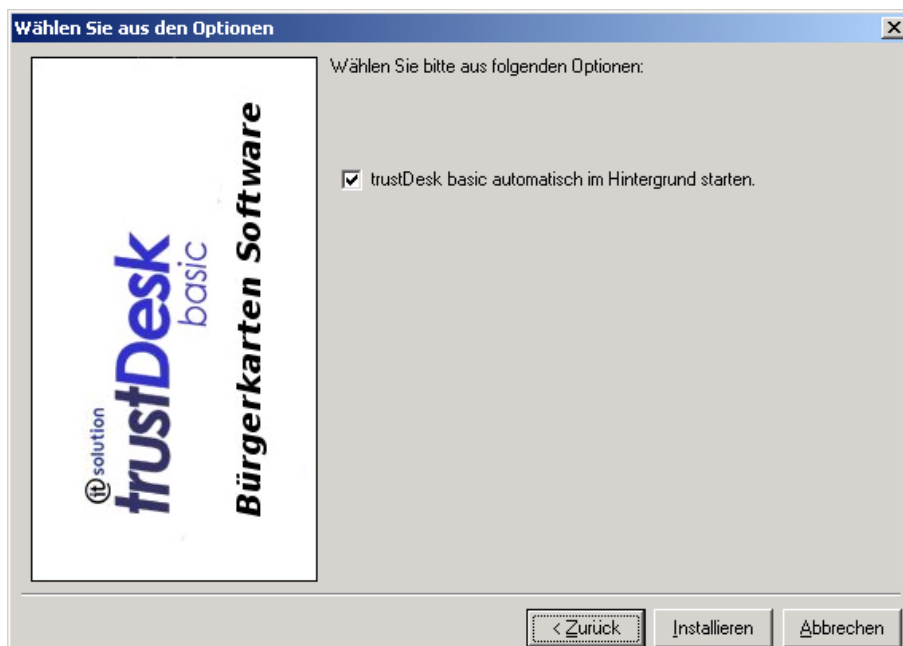 Wählen Sie aus den Optionen
Wählen Sie bitte aus folgenden Optionen:
trustDesk basic automatisch im Hintergrund starten.
it solution
trustDesk
basic
Bürgerkarten Software
< Zurück
Installieren
Abbrechen